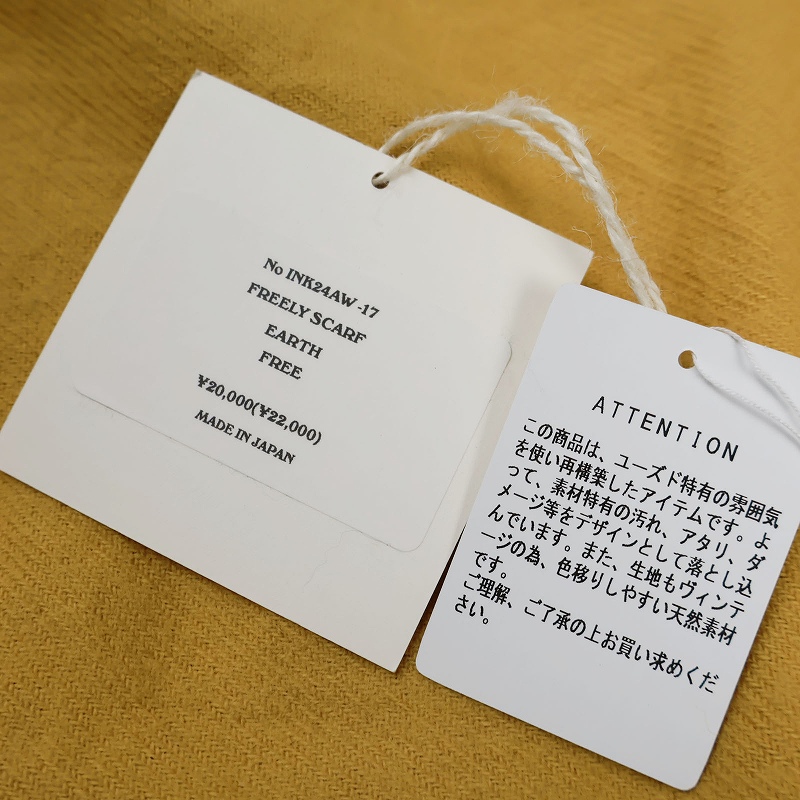 No INK24AW-17
FREELY SCARF
EARTH
FREE
¥20,000(¥22,000)
MADE IN JAPAN
ATTENTION
この商品は、ユーズド特有の雰囲気
を使い再構築したアイテムです。よ
って、素材特有の汚れ、アタリ、ダ
メージ等をデザインとして落とし込
んでいます。また、生地もヴィンテ
ージの為、色移りしやすい天然素材
です。
ご理解、ご了承の上お買い求めくだ
さい。